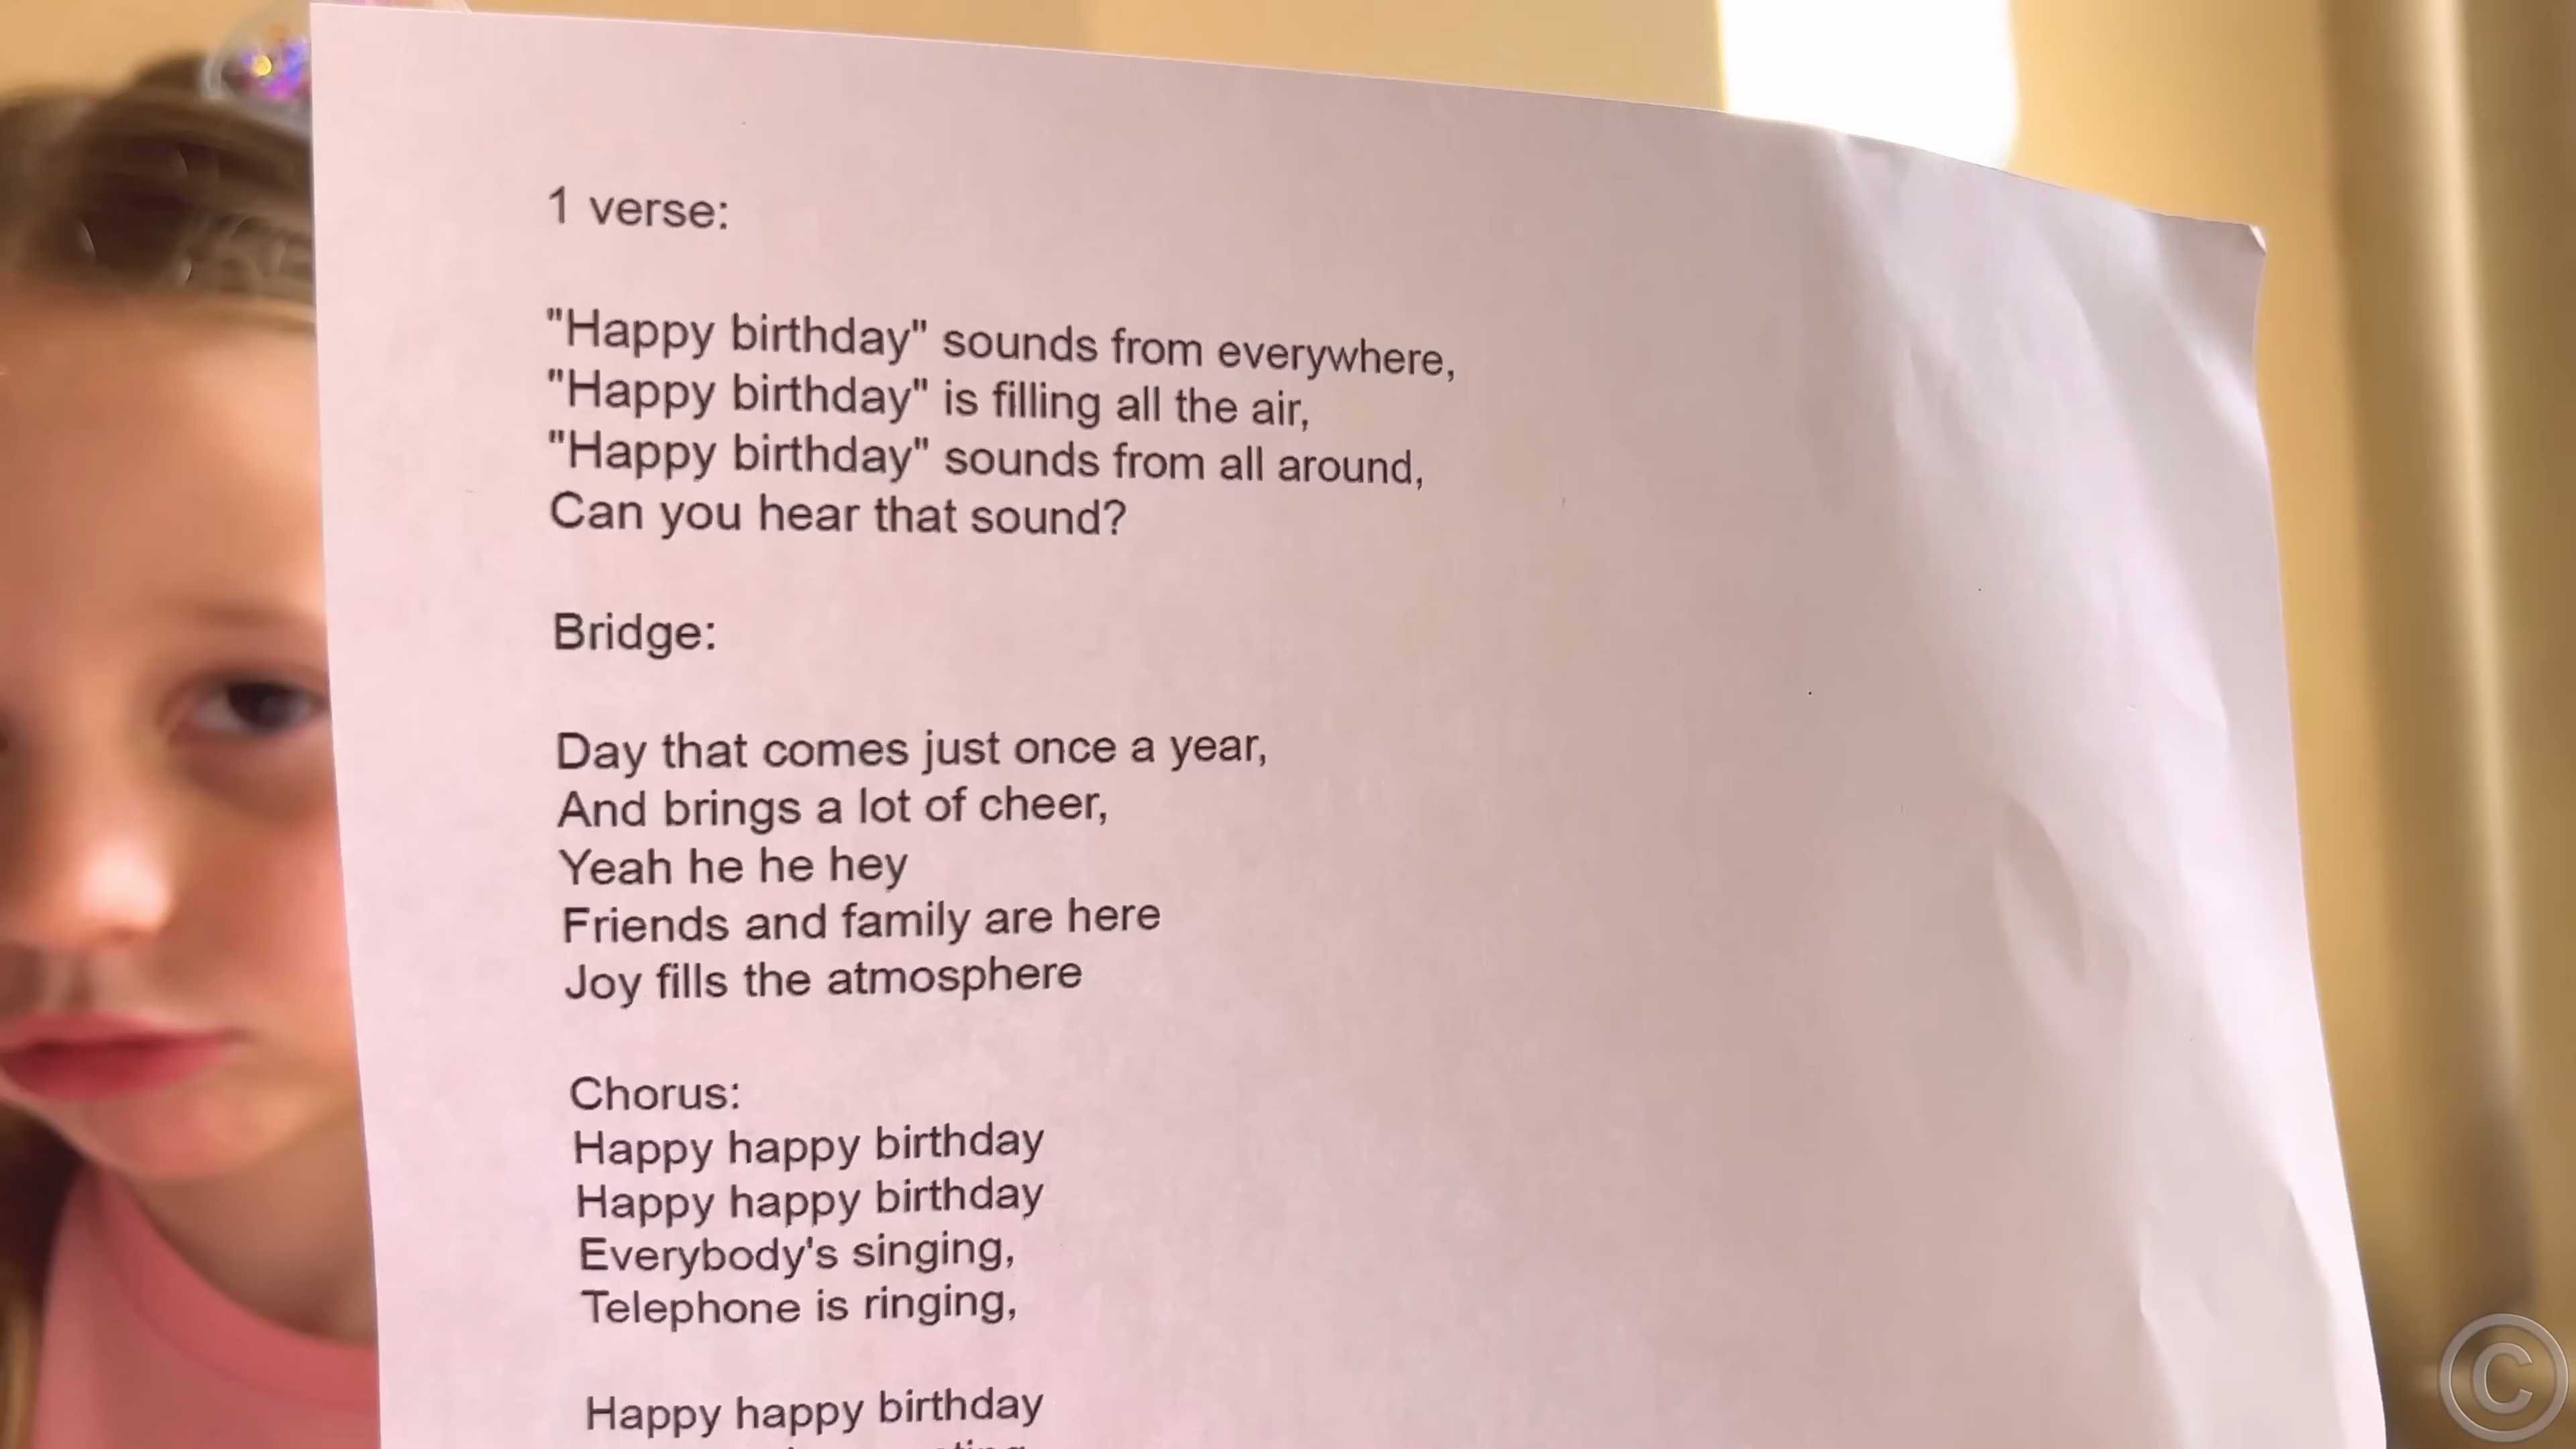 1 verse:
"Happy birthday" sounds from everywhere,
"Happy birthday" is filling all the air,
"Happy birthday" sounds from all around,
Can you hear that sound?
Bridge:
Day that comes just once a year,
And brings a lot of cheer,
Yeah he he hey
Friends and family are here
Joy fills the atmosphere
Chorus:
Happy happy birthday
Happy happy birthday
Everybody's singing,
Telephone is ringing,
Happy happy birthday
©